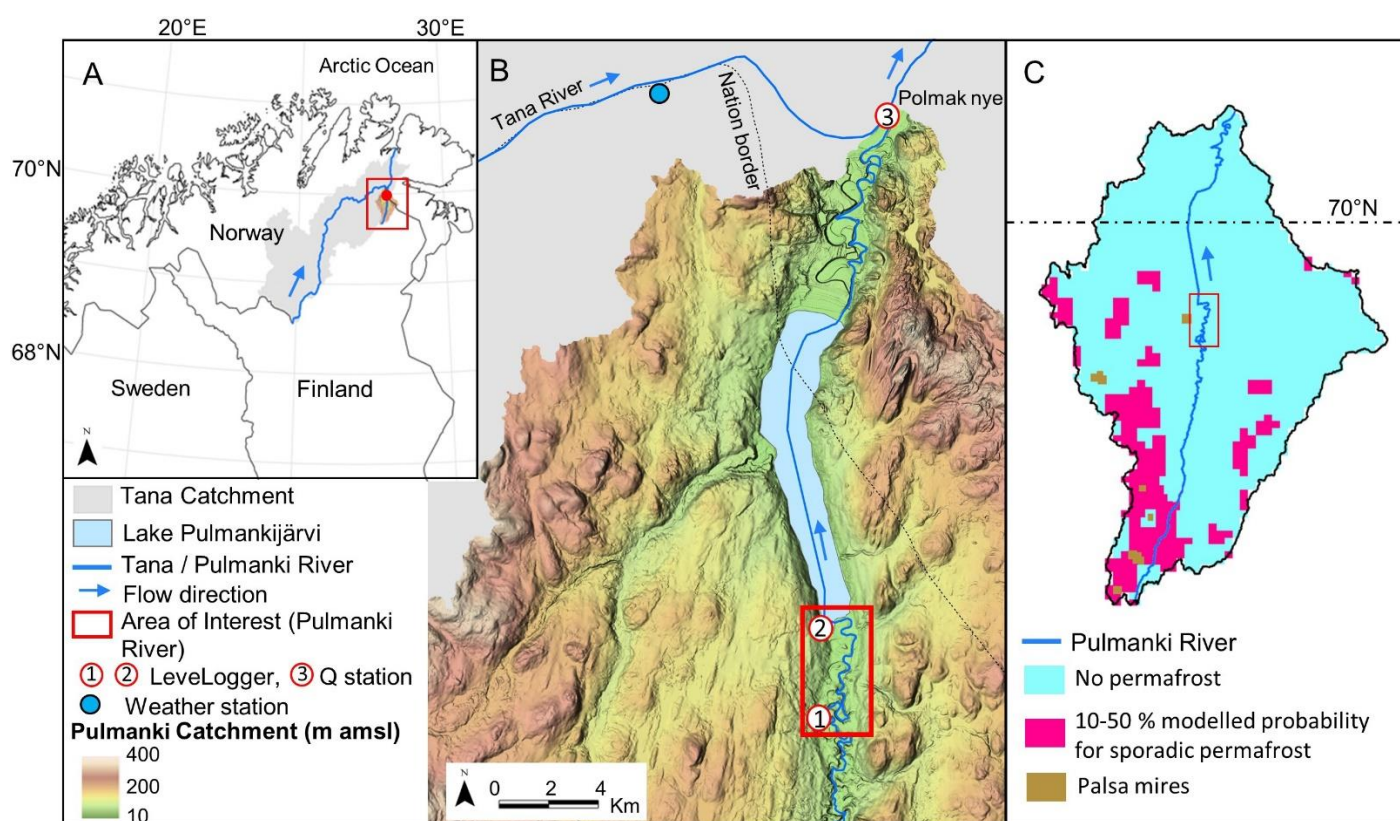 20°E
30°E
A
Arctic Ocean
70°N
Norway
68°N
Sweden
Finland
N
Tana Catchment
Lake Pulmankijärvi
Tana / Pulmanki River
Flow direction
Area of Interest (Pulmanki
River)
1 2 LeveLogger, 3 Q station
Weather station
Pulmanki Catchment (m amsl)
400
200
10
B
Tana River
Nation border
3
Polmak nye
2
1
N
0 2 4
Km
C
70°N
Pulmanki River
No permafrost
10-50 % modelled probability
for sporadic permafrost
Palsa mires